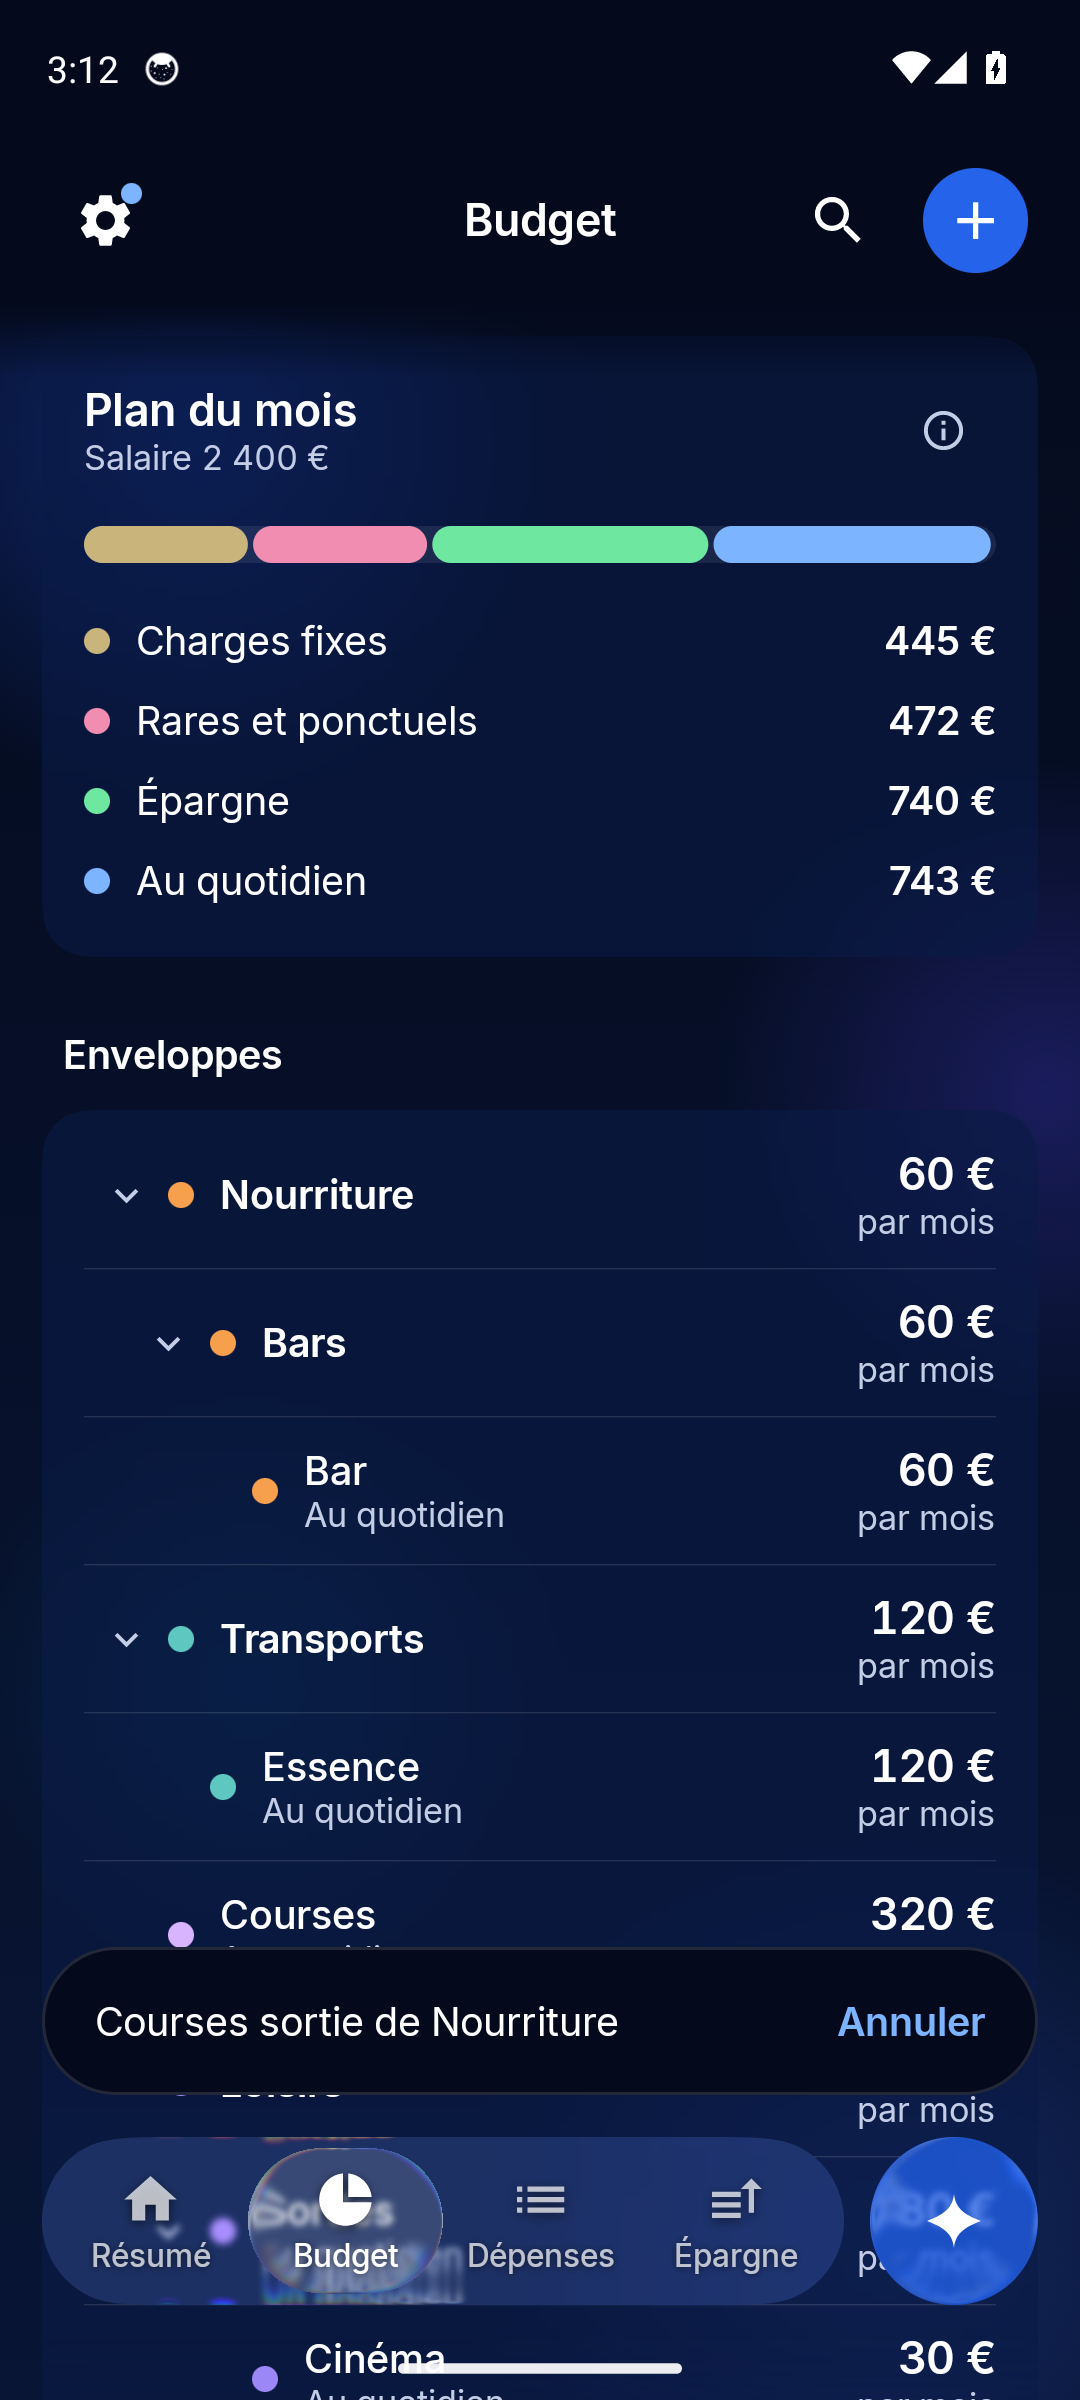 3:12
Budget
Plan du mois
Salaire 2 400 €
Charges fixes 445 €
Rares et ponctuels 472 €
Épargne 740 €
Au quotidien 743 €
Enveloppes
Nourriture 60 €
par mois
Bars 60 €
par mois
Bar 60 €
Au quotidien par mois
Transports 120 €
par mois
Essence 120 €
Au quotidien par mois
Courses 320 €
Courses sortie de Nourriture Annuler
par mois
Résumé Budget Dépenses Épargne
Cinéma 30 €